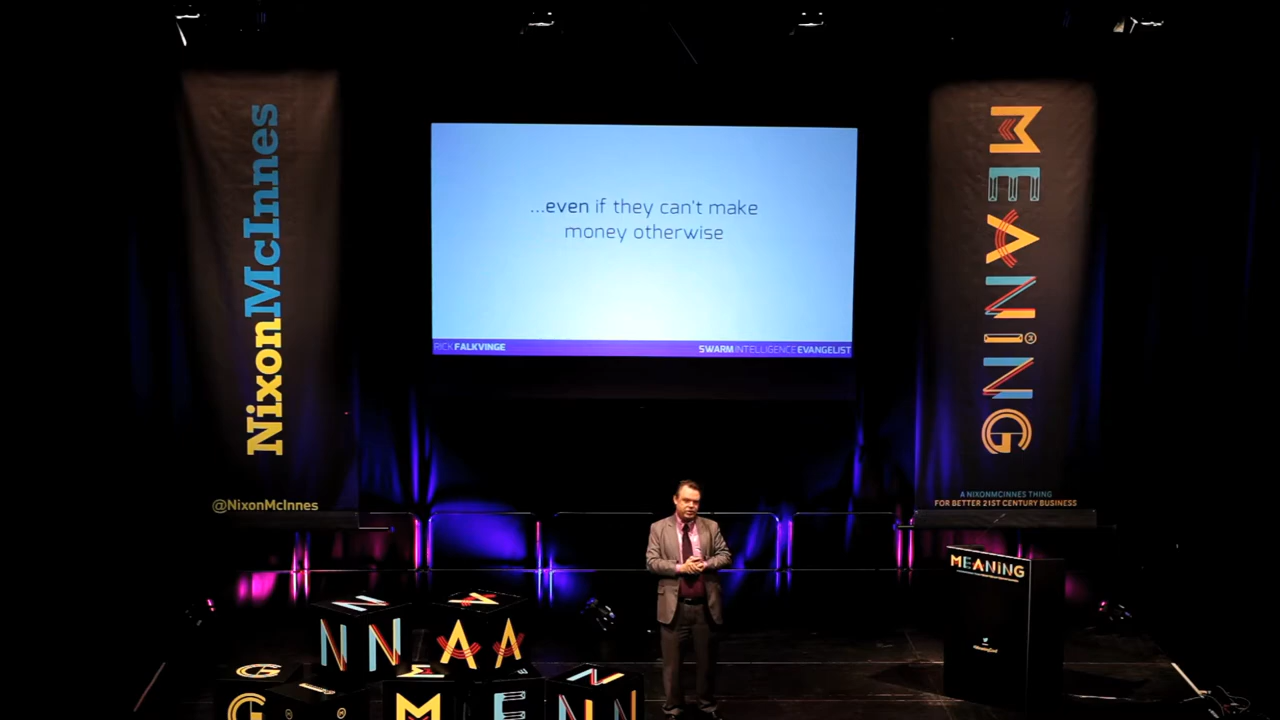 NixonMcInnes
@NixonMcInnes
...even if they can't make
money otherwise
RICK FALKVINGE
SWARM INTELLIGENCE EVANGELIST
MEANING
A NIXONMCINNES THING
FOR BETTER 21ST CENTURY BUSINESS
MEANING
N
N N
A A
G
M
E
N